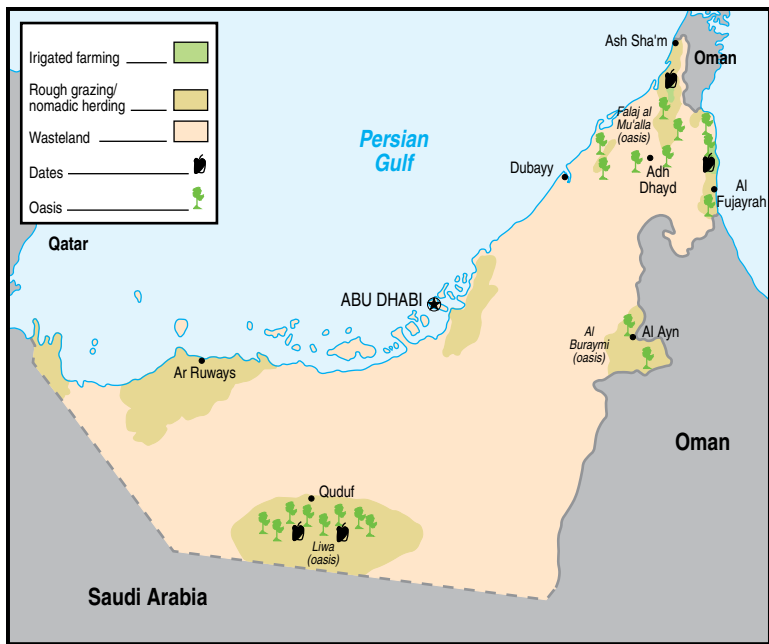 Irigated farming
Rough grazing/
nomadic herding
Wasteland
Dates
Oasis
Ash Sha'm
Oman
Falaj al
Mu'alla
(oasis)
Persian
Gulf
Dubayy
Adh
Dhayd
Al
Fujayrah
Qatar
ABU DHABI
Al
Buraymi
(oasis)
Al Ayn
Ar Ruways
Oman
Quduf
Liwa
(oasis)
Saudi Arabia